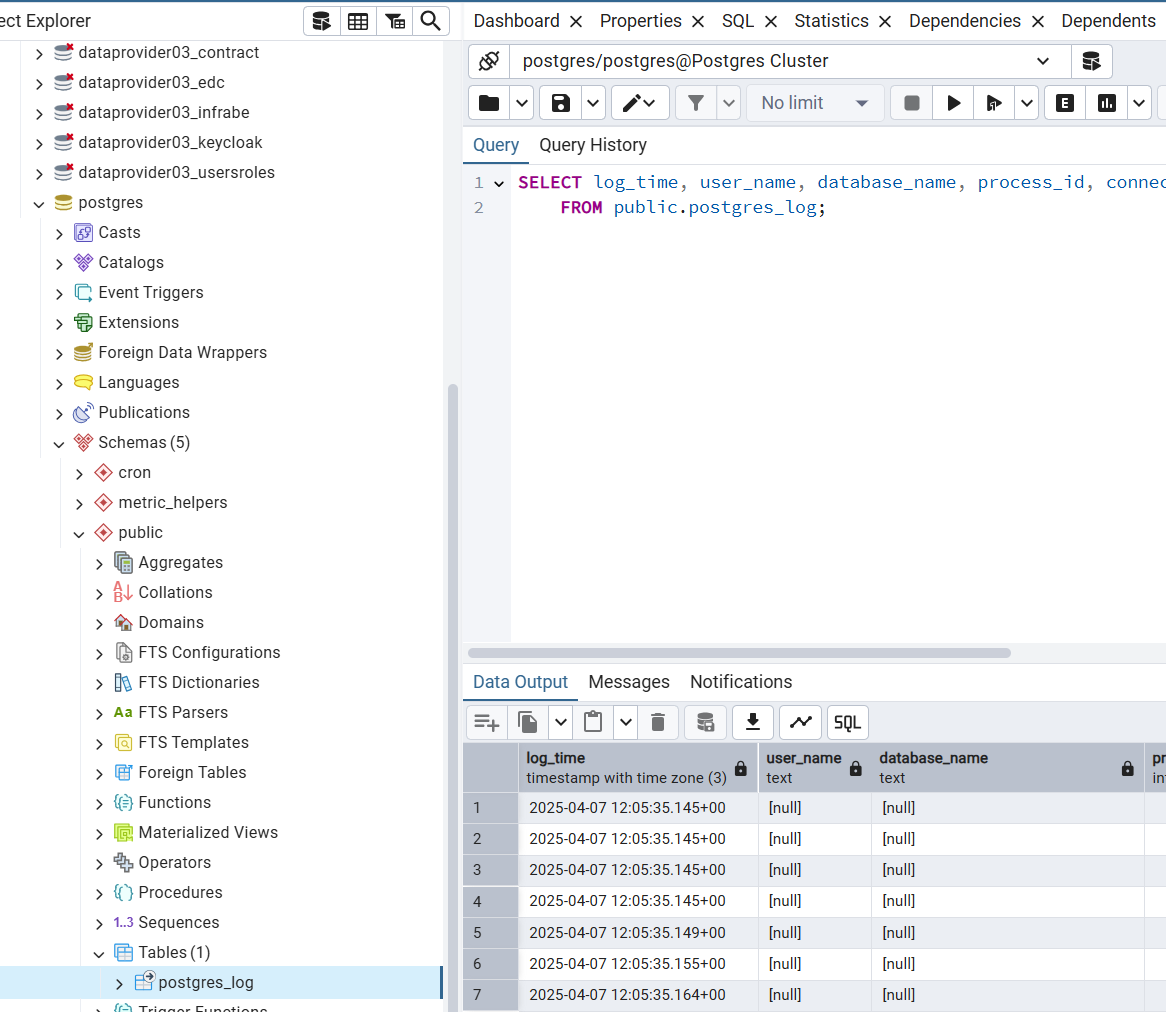 ect Explorer
dataprovider03_contract
dataprovider03_edc
dataprovider03_infrabe
dataprovider03_keycloak
dataprovider03_usersroles
postgres
Casts
Catalogs
Event Triggers
Extensions
Foreign Data Wrappers
Languages
Publications
Schemas (5)
cron
metric_helpers
public
Aggregates
Collations
Domains
FTS Configurations
FTS Dictionaries
Aa FTS Parsers
FTS Templates
Foreign Tables
Functions
Materialized Views
Operators
Procedures
1..3 Sequences
Tables (1)
postgres_log
Trigger Functions
Dashboard Properties SQL Statistics Dependencies Dependents
postgres/postgres@Postgres Cluster
No limit
E
Query Query History
1 SELECT log_time, user_name, database_name, process_id, connec
2 FROM public.postgres_log;
Data Output Messages Notifications
SQL
log_time user_name database_name pr
timestamp with time zone (3) text text in
1 2025-04-07 12:05:35.145+00 [null] [null]
2 2025-04-07 12:05:35.145+00 [null] [null]
3 2025-04-07 12:05:35.145+00 [null] [null]
4 2025-04-07 12:05:35.145+00 [null] [null]
5 2025-04-07 12:05:35.149+00 [null] [null]
6 2025-04-07 12:05:35.155+00 [null] [null]
7 2025-04-07 12:05:35.164+00 [null] [null]